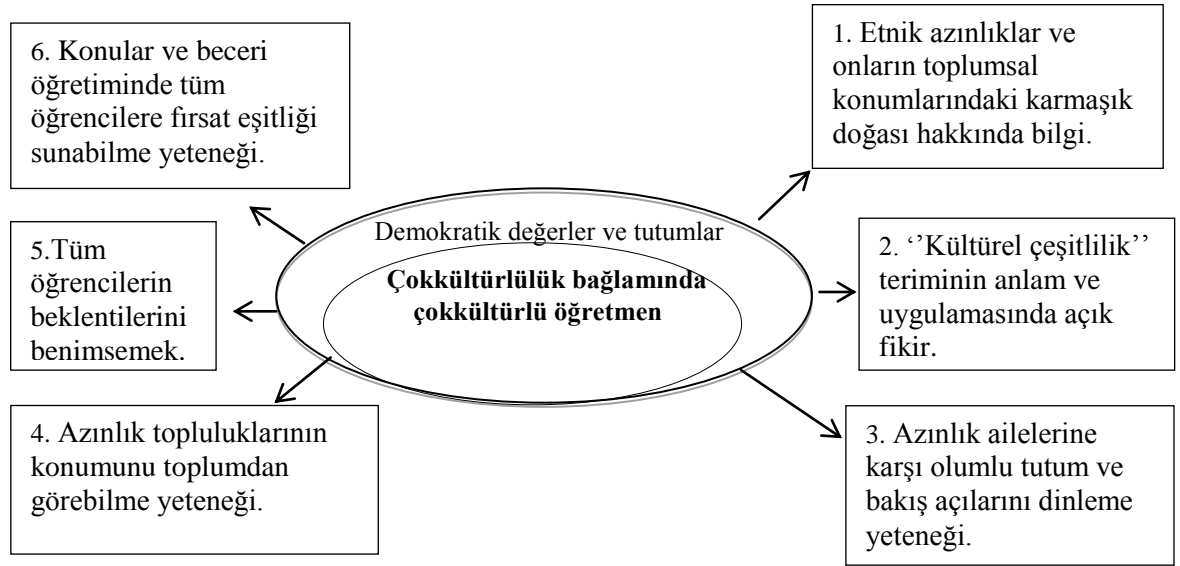 6. Konular ve beceri
öğretiminde tüm
öğrencilere fırsat eşitliği
sunabilme yeteneği.
1. Etnik azınlıklar ve
onların toplumsal
konumlarındaki karmaşık
doğası hakkında bilgi.
Demokratik değerler ve tutumlar
Çokkültürlülük bağlamında
çokkültürlü öğretmen
5.Tüm
öğrencilerin
beklentilerini
benimsemek.
2. ‘’Kültürel çeşitlilik’’
teriminin anlam ve
uygulamasında açık
fikir.
4. Azınlık topluluklarının
konumunu toplumdan
görebilme yeteneği.
3. Azınlık ailelerine
karşı olumlu tutum ve
bakış açılarını dinleme
yeteneği.